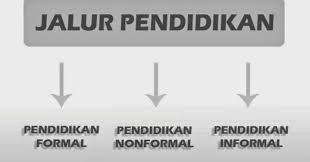 JALUR PENDIDIKAN
PENDIDIKAN FORMAL
PENDIDIKAN NONFORMAL
PENDIDIKAN INFORMAL